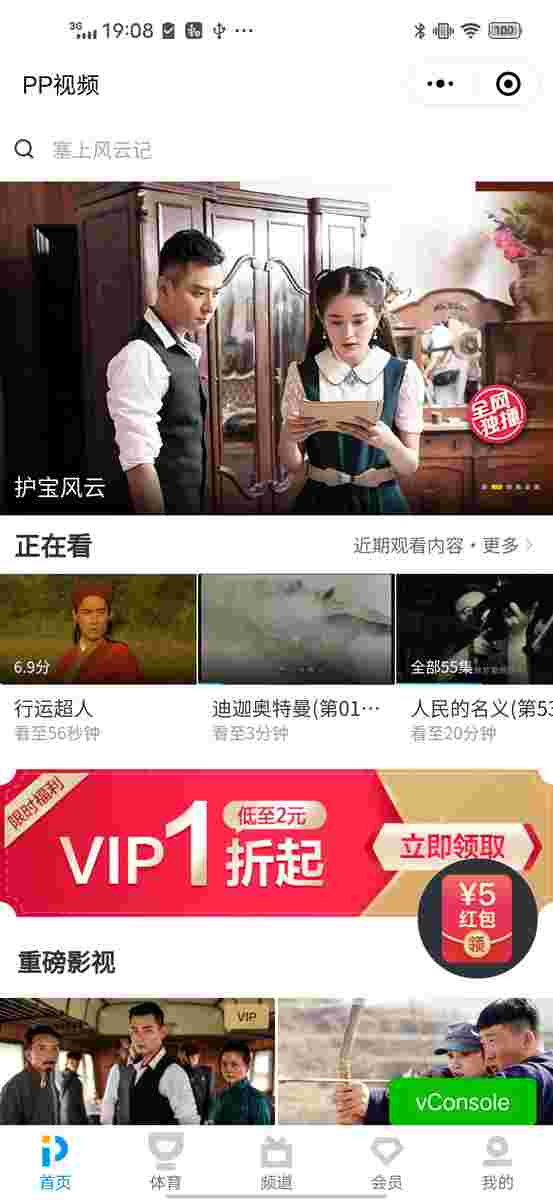 3G 19:08 100
PP视频
塞上风云记
全网
独播
护宝风云
正在看
近期观看内容·更多
6.9分
全部55集
行运超人
迪迦奥特曼(第01…
人民的名义(第53
看至56秒钟
看至3分钟
看至20分钟
限时福利
VIP1折起
低至2元
立即领取
¥5
红包
领
重磅影视
VIP
vConsole
首页
体育
频道
会员
我的